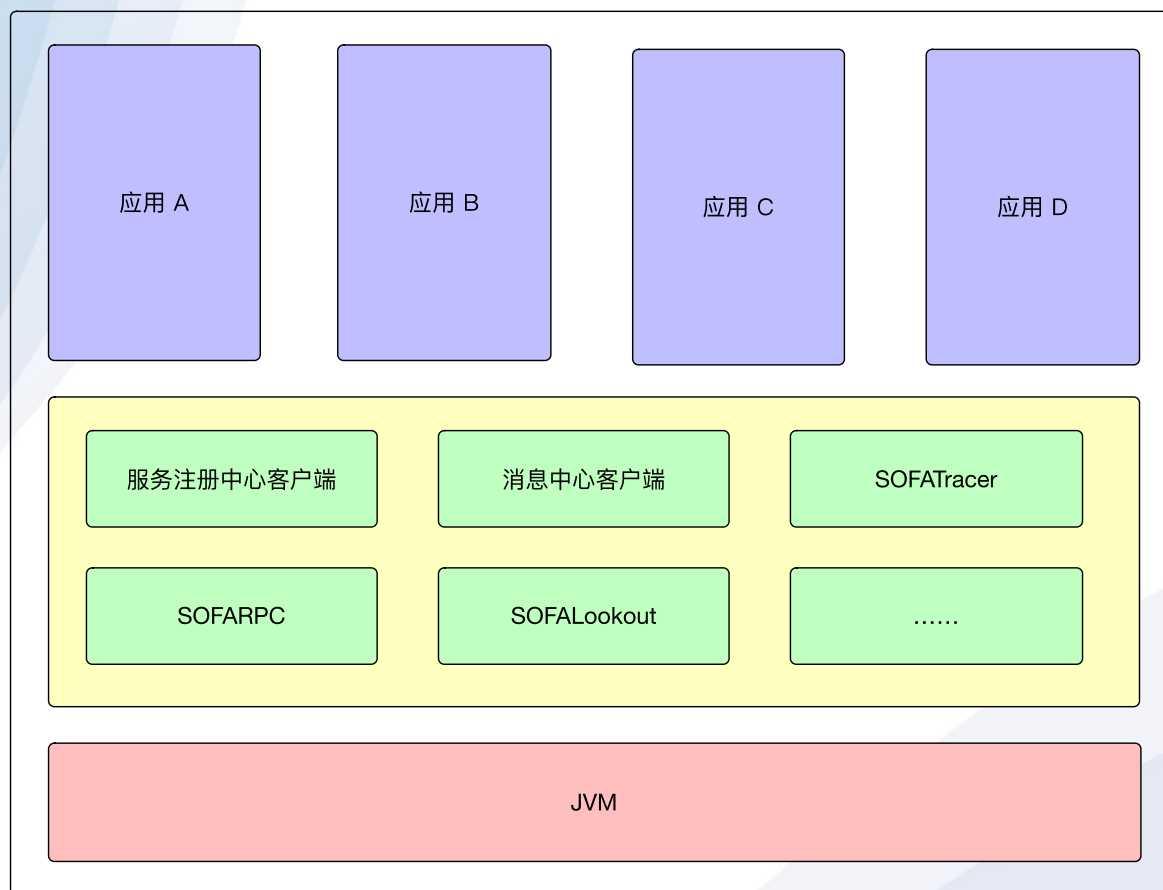 应用 A
应用 B
应用 C
应用 D
服务注册中心客户端
消息中心客户端
SOFATracer
SOFARPC
SOFALookout
……
JVM